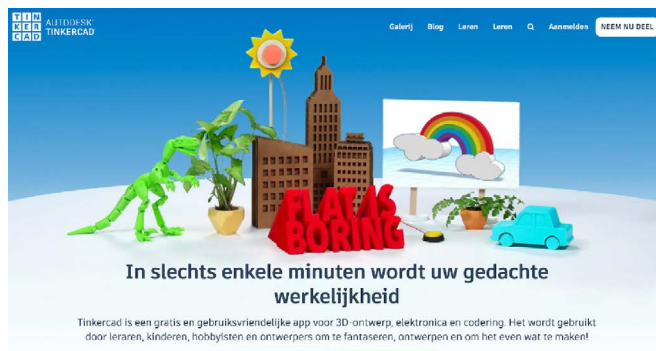 TIN
KER
CAD
AUTODESK
TINKERCAD
Galerij Blog Leren Leren Aanmelden NEEM NU DEEL
FLAT IS
BORING
In slechts enkele minuten wordt uw gedachte
werkelijkheid
Tinkercad is een gratis en gebruiksvriendelijke app voor 3D-ontwerp, elektronica en codering. Het wordt gebruikt
door leraren, kinderen, hobbyisten en ontwerpers om te fantaseren, ontwerpen en om het even wat te maken!